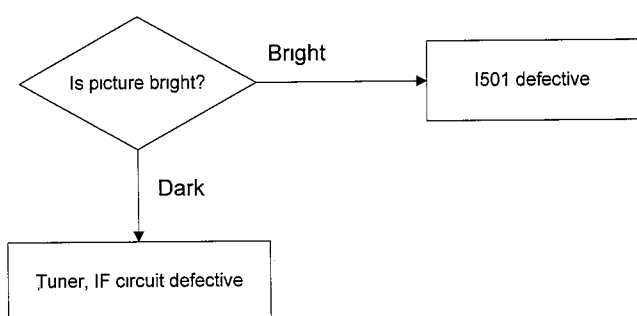 Is picture bright?
Bright
I501 defective
Dark
Tuner, IF circuit defective